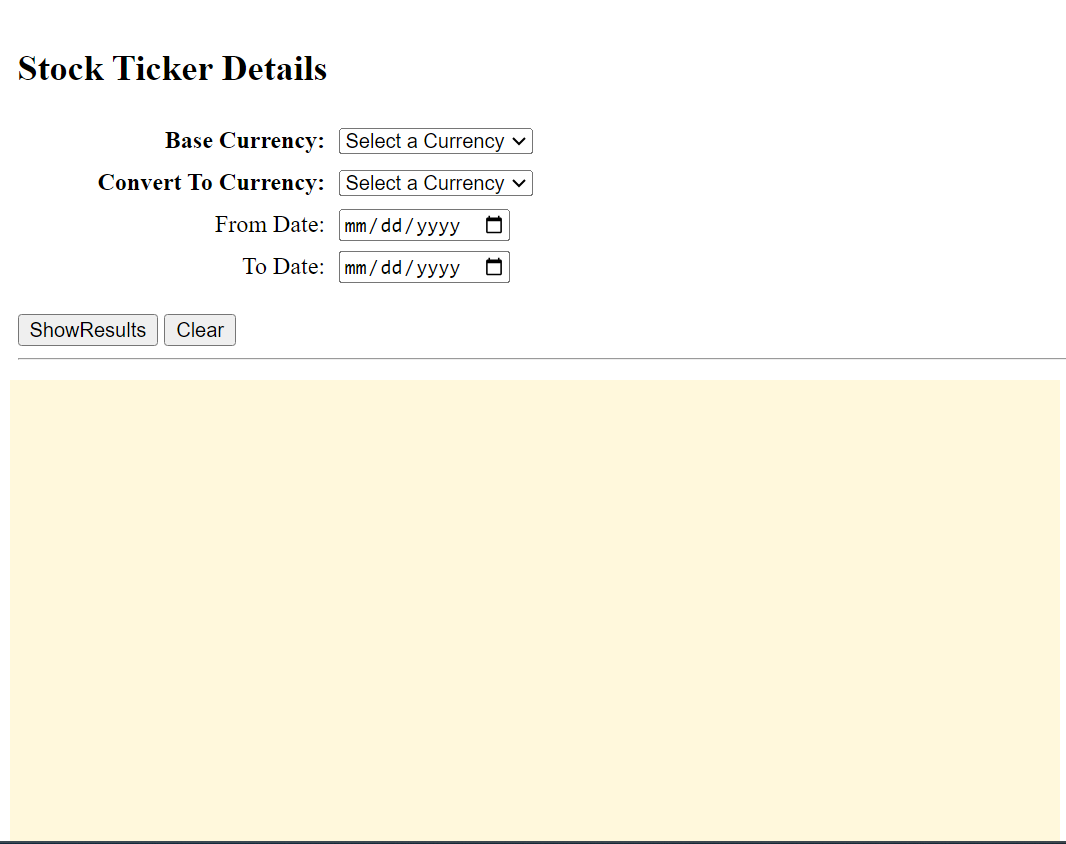 Stock Ticker Details
Base Currency: Select a Currency
Convert To Currency: Select a Currency
From Date: mm/dd/yyyy
To Date: mm/dd/yyyy
ShowResults Clear